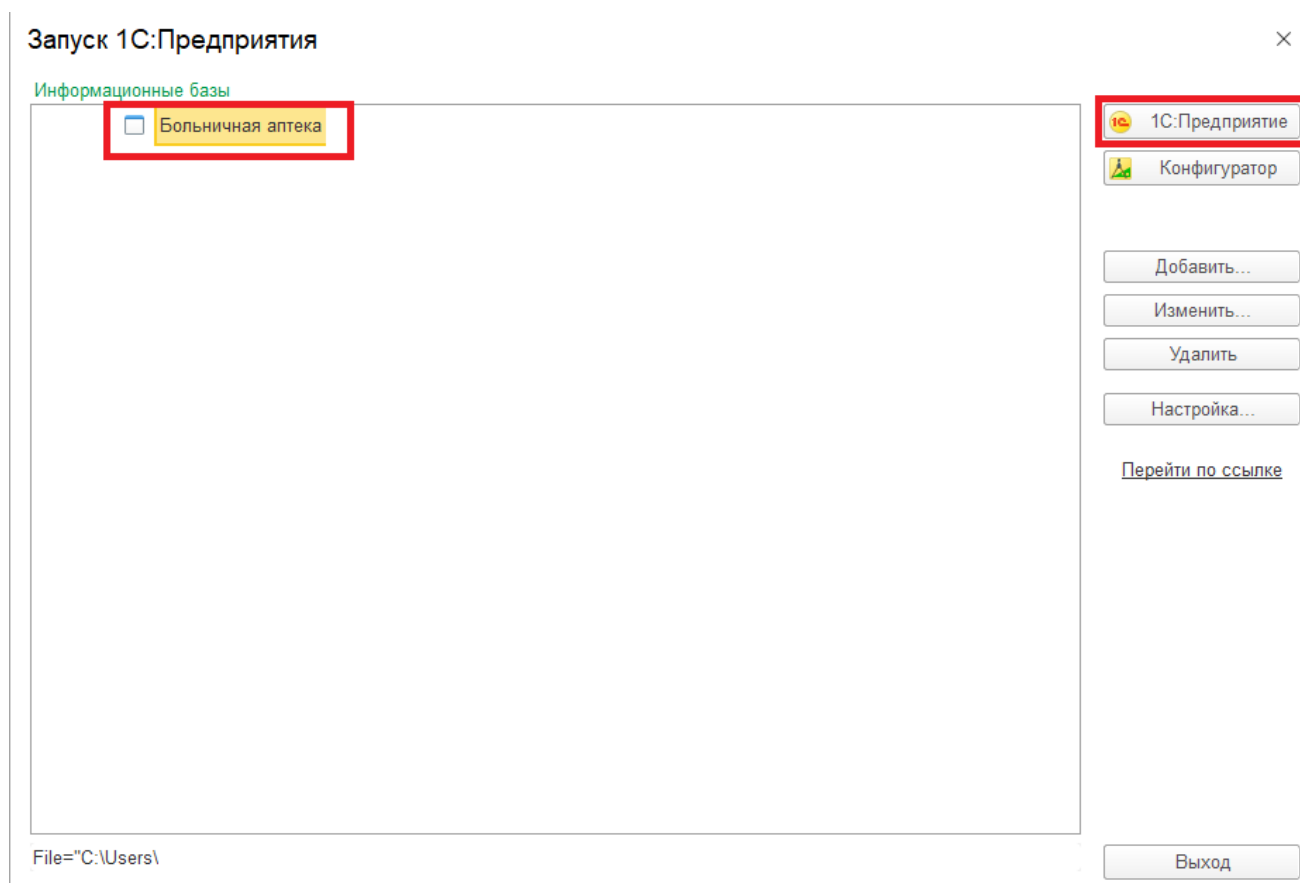 Запуск 1С:Предприятия
Информационные базы
Больничная аптека
1С:Предприятие
Конфигуратор
Добавить...
Изменить...
Удалить
Настройка...
Перейти по ссылке
File="C:\Users\
Выход